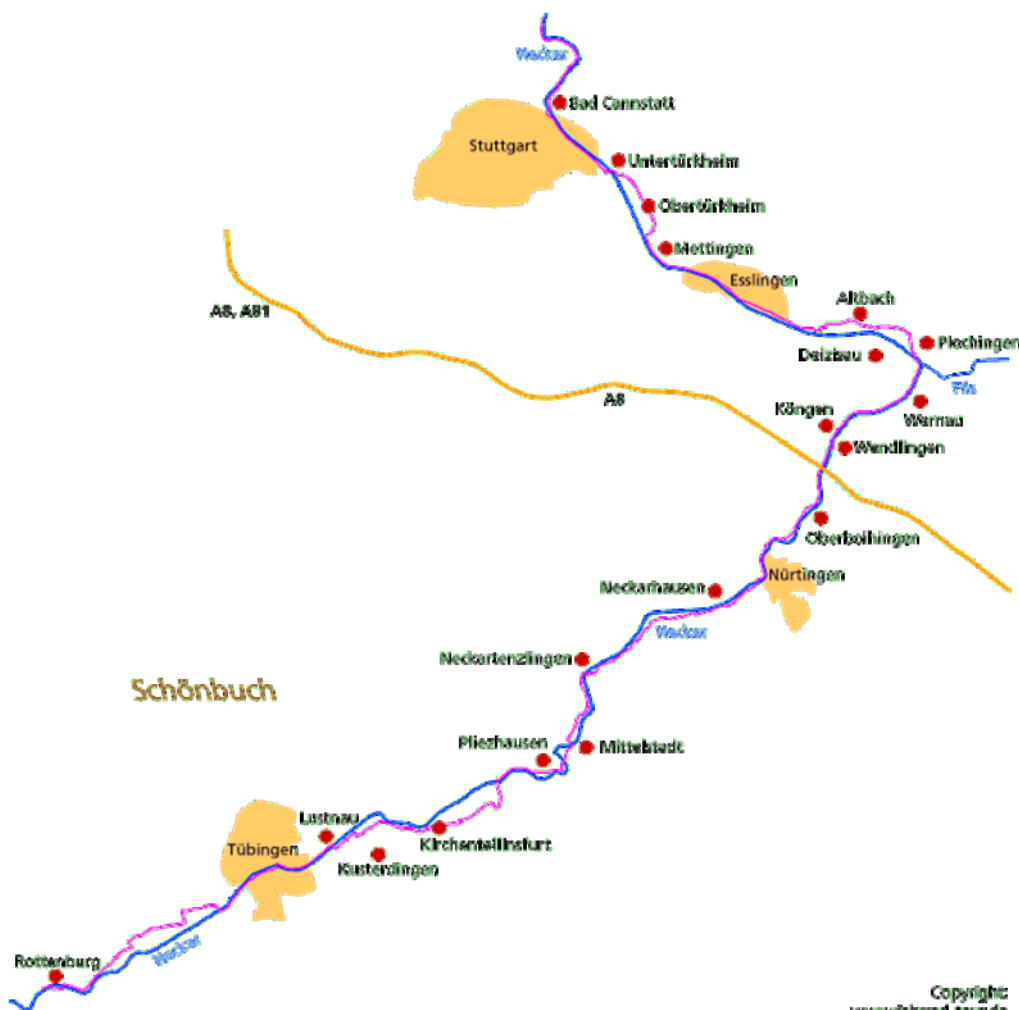 Neckar
Bad Cannstatt
Stuttgart
Untertürkheim
Obertürkheim
Mettingen
Esslingen
Altbach
A8, A81
Plochingen
Deizisau
Fils
A8
Köngen
Wernau
Wendlingen
Oberboihingen
Nürtingen
Neckarhausen
Neckar
Neckartenzlingen
Schönbuch
Pliezhausen
Mittelstadt
Lustnau
Kirchentellinsfurt
Tübingen
Kusterdingen
Neckar
Rottenburg
Copyright: